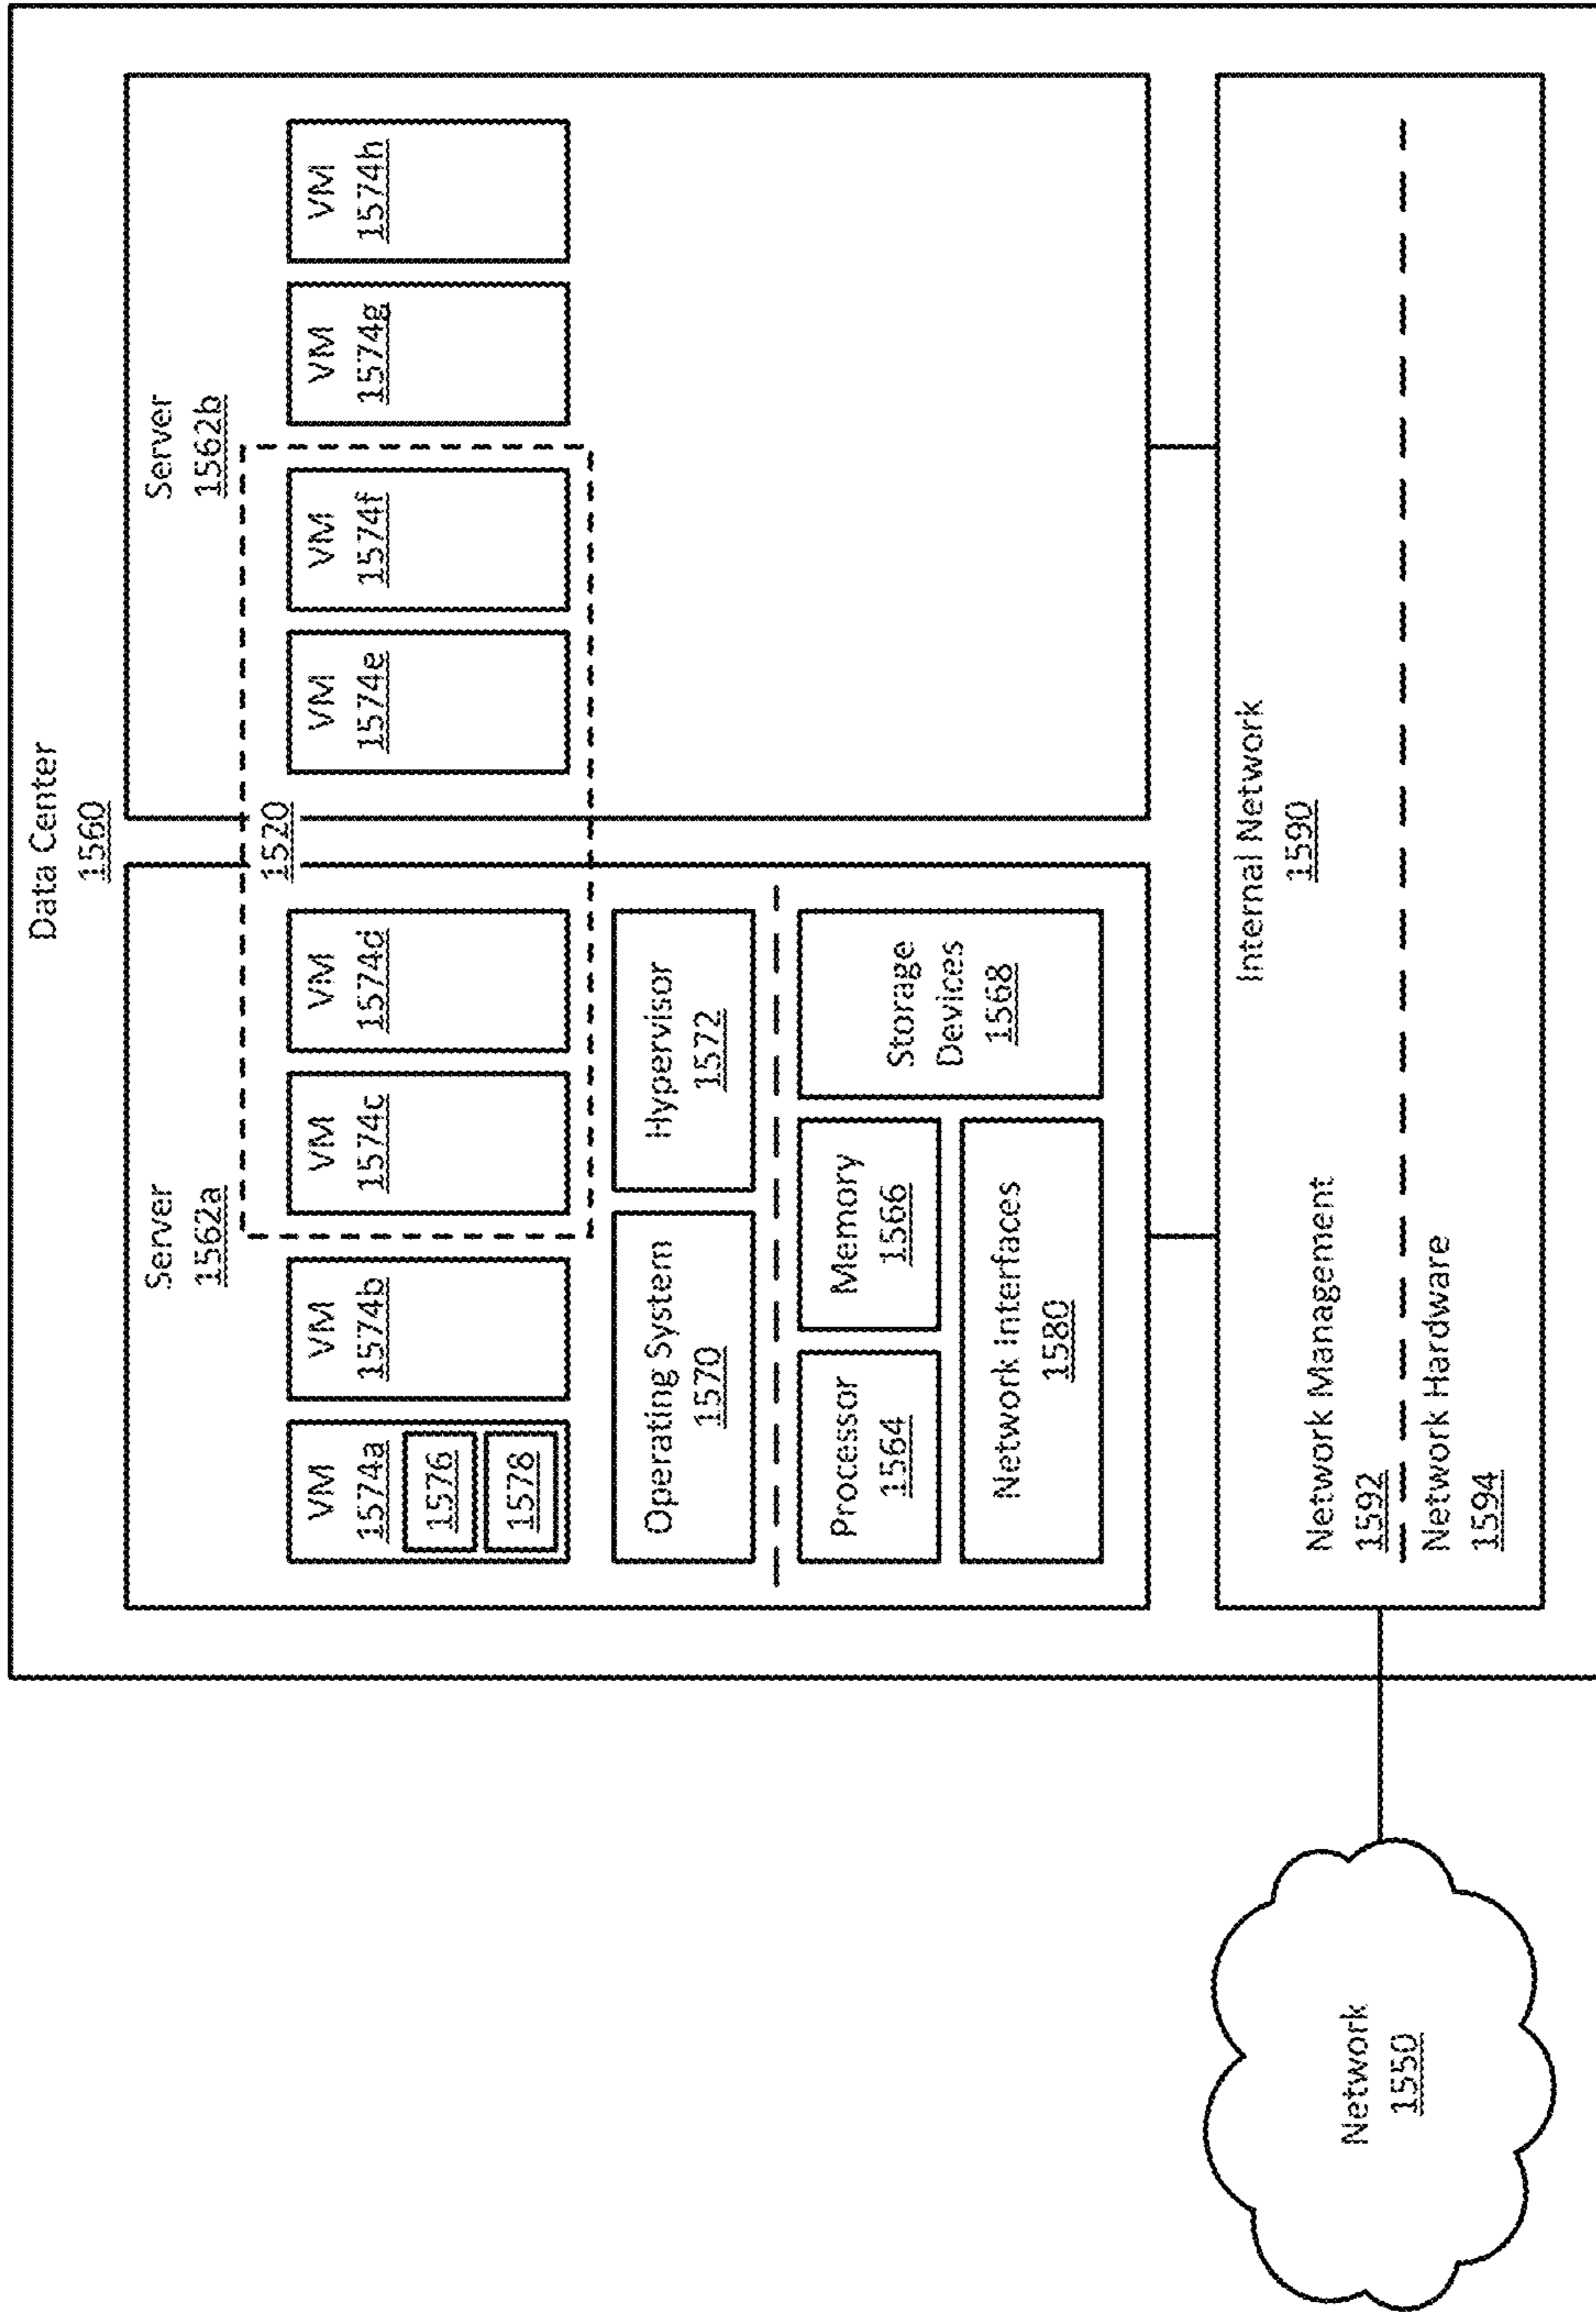 Data Center
1560
Server
1562a
Server
1562b
1520
VM
1574a
1576
1578
VM
1574b
VM
1574c
VM
1574d
VM
1574e
VM
1574f
VM
1574g
VM
1574h
Operating System
1570
Hypervisor
1572
Processor
1564
Memory
1566
Storage
Devices
1568
Network Interfaces
1580
Internal Network
1590
Network Management
1592
Network Hardware
1594
Network
1550